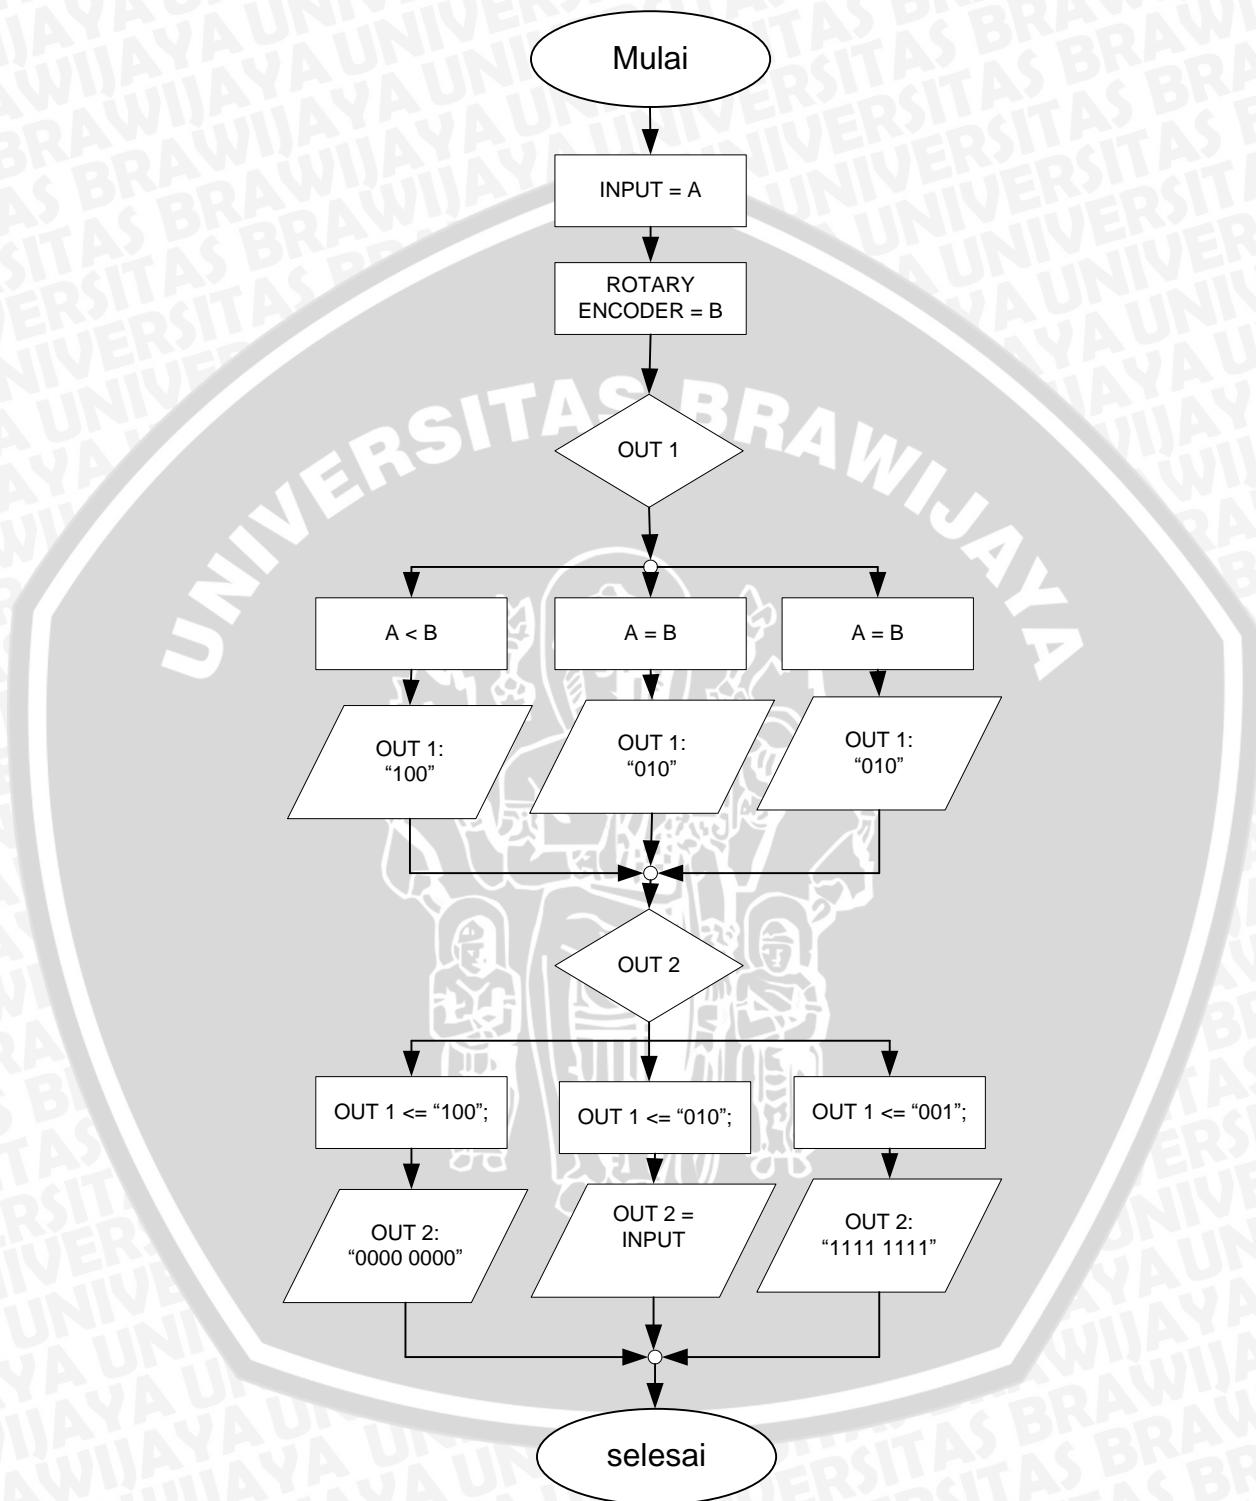 Mulai
INPUT = A
ROTARY
ENCODER = B
UNIVERSITAS BRAWIJAYA
OUT 1
A < B
A = B
A = B
OUT 1:
“100”
OUT 1:
“010”
OUT 1:
“010”
OUT 2
OUT 1 <= “100”;
OUT 1 <= “010”;
OUT 1 <= “001”;
OUT 2:
“0000 0000”
OUT 2 =
INPUT
OUT 2:
“1111 1111”
selesai